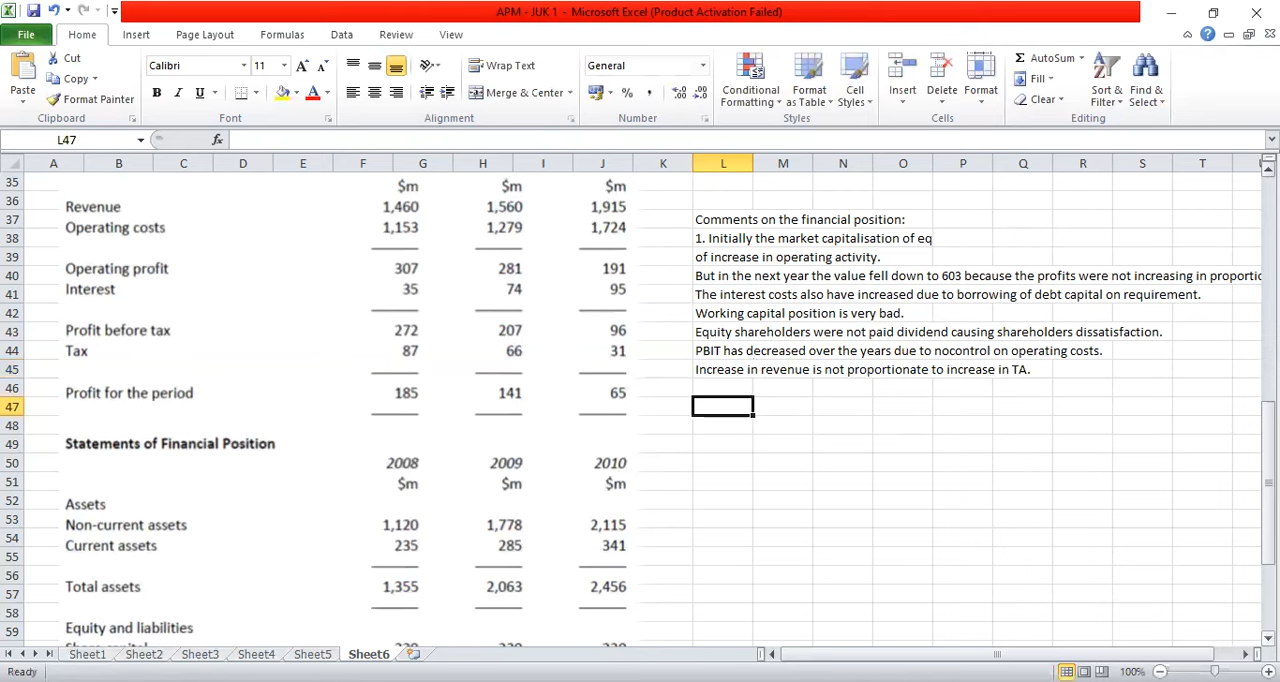 APM - JUK 1 - Microsoft Excel (Product Activation Failed)
File Home Insert Page Layout Formulas Data Review View
Cut
Copy
Format Painter
Paste
Clipboard
Calibri 11
B I U
Font
Wrap Text
Merge & Center
Alignment
General
%
Number
Conditional Formatting
Format as Table
Cell Styles
Styles
Insert Delete Format
Cells
AutoSum
Fill
Clear
Sort & Filter
Find & Select
Editing
L47 fx
A B C D E F G H I J K L M N O P Q R S T
35 $m $m $m
36 Revenue 1,460 1,560 1,915
37 Operating costs 1,153 1,279 1,724 Comments on the financial position:
38 1. Initially the market capitalisation of eq
39 of increase in operating activity.
40 Operating profit 307 281 191 But in the next year the value fell down to 603 because the profits were not increasing in proportio
41 Interest 35 74 95 The interest costs also have increased due to borrowing of debt capital on requirement.
42 Working capital position is very bad.
43 Profit before tax 272 207 96 Equity shareholders were not paid dividend causing shareholders dissatisfaction.
44 Tax 87 66 31 PBIT has decreased over the years due to nocontrol on operating costs.
45 Increase in revenue is not proportionate to increase in TA.
46 Profit for the period 185 141 65
47
48
49 Statements of Financial Position
50 2008 2009 2010
51 $m $m $m
52 Assets
53 Non-current assets 1,120 1,778 2,115
54 Current assets 235 285 341
55
56
57 Total assets 1,355 2,063 2,456
58
59 Equity and liabilities
Sheet1 Sheet2 Sheet3 Sheet4 Sheet5 Sheet6
Ready 100%